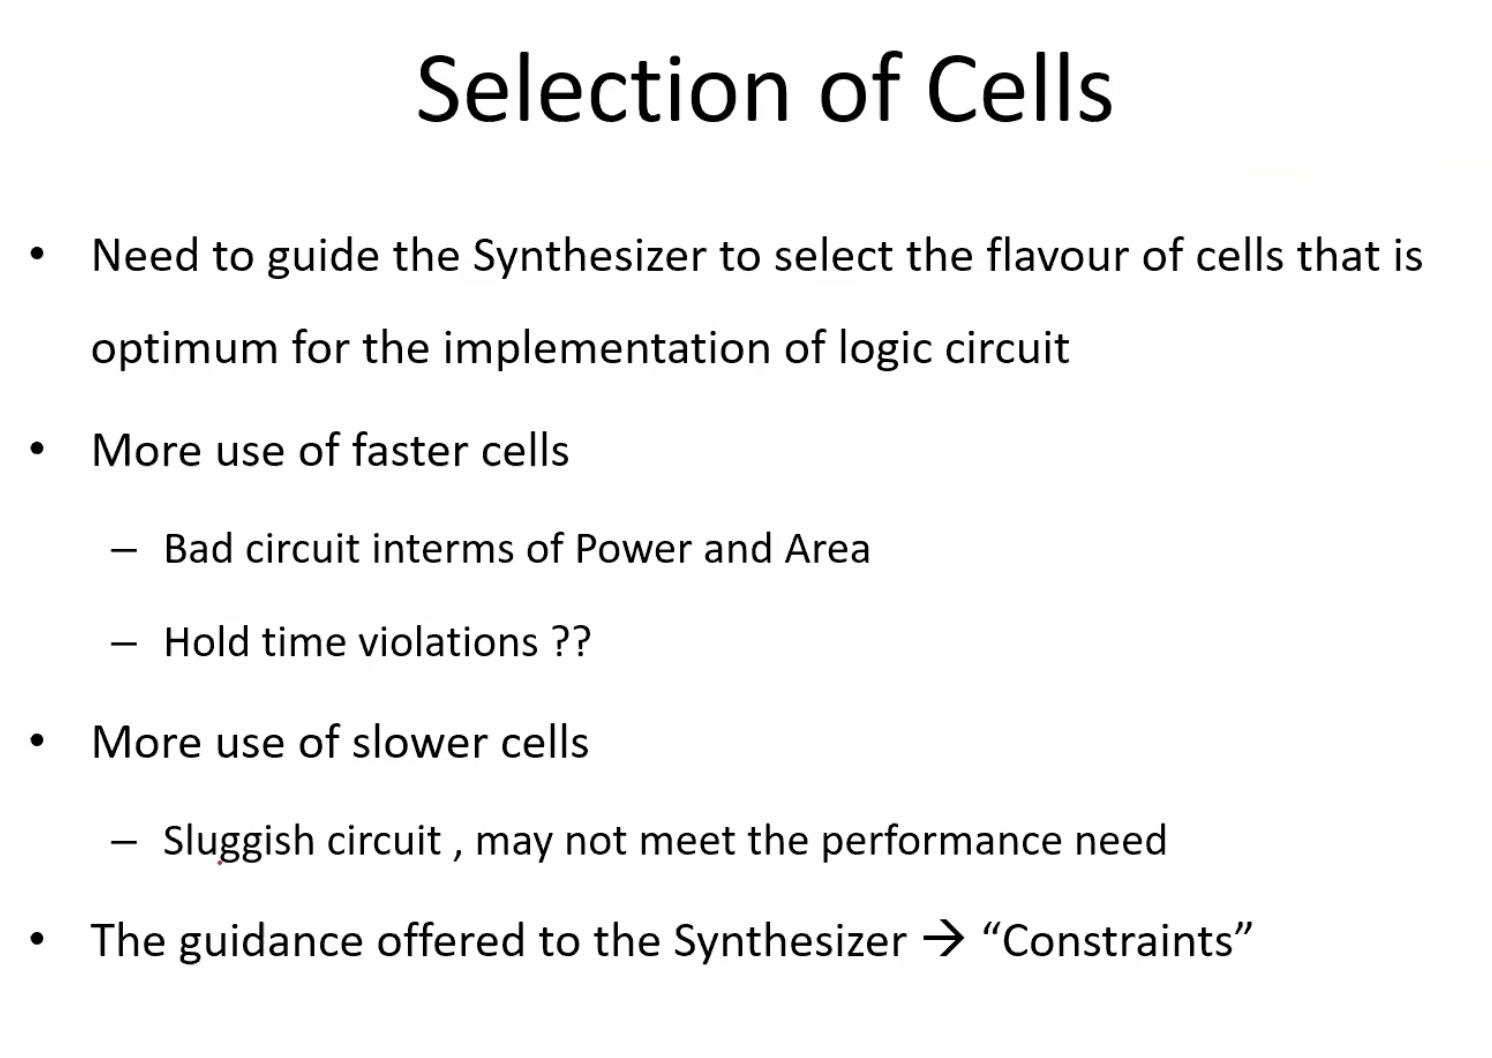 Selection of Cells
• Need to guide the Synthesizer to select the flavour of cells that is
optimum for the implementation of logic circuit
• More use of faster cells
– Bad circuit interms of Power and Area
– Hold time violations ??
• More use of slower cells
– Sluggish circuit , may not meet the performance need
• The guidance offered to the Synthesizer → “Constraints”